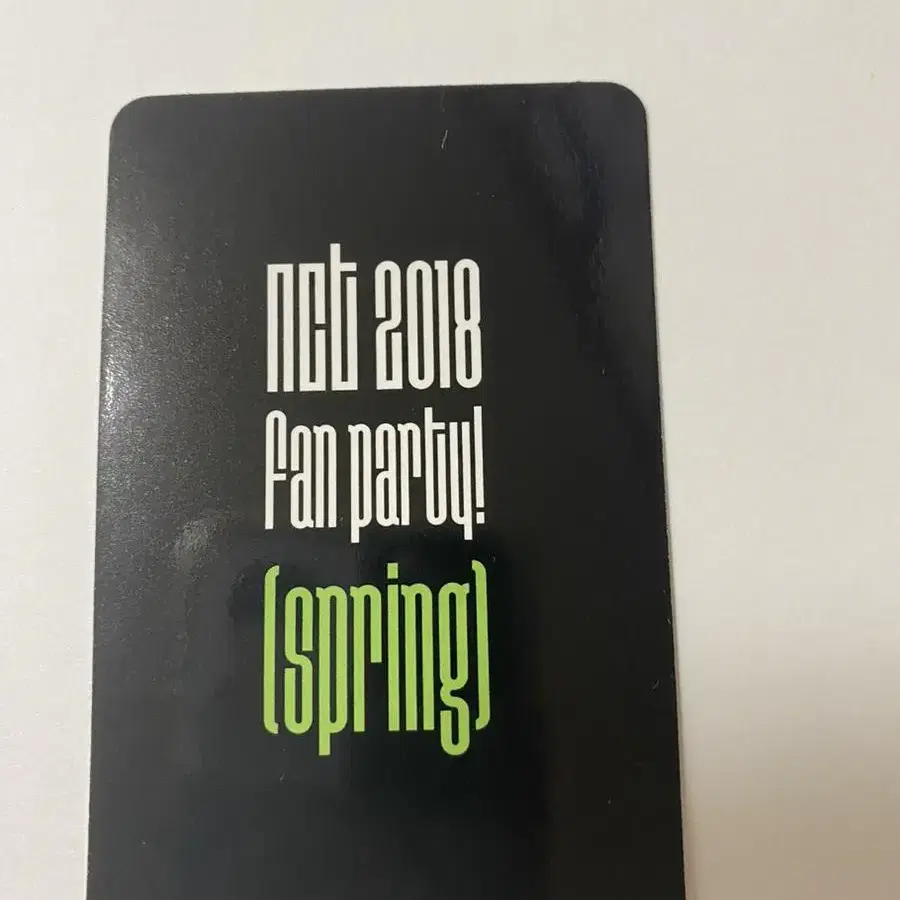 nct 2018
fan party!
(spring)